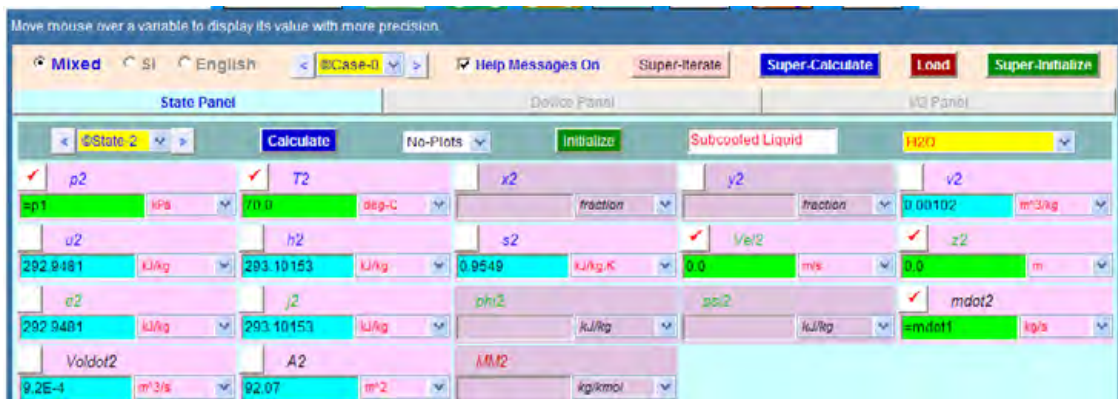 Move mouse over a variable to display its value with more precision.
Mixed SI English < ©Case-0 > Help Messages On Super-Iterate Super-Calculate Load Super-Initialize
State Panel Device Panel I/O Panel
< ©State-2 > Calculate No-Plots Initialize Subcooled Liquid H2O
p2 T2 x2 y2 v2
=p1 kPa 70.0 deg-C fraction fraction 0.00102 m^3/kg
u2 h2 s2 Vel2 z2
292.9481 kJ/kg 293.10153 kJ/kg 0.9549 kJ/kg.K 0.0 m/s 0.0 m
e2 j2 phi2 psi2 mdot2
292.9481 kJ/kg 293.10153 kJ/kg kJ/kg kJ/kg =mdot1 kg/s
Voldot2 A2 MM2
9.2E-4 m^3/s 92.07 m^2 kg/kmol